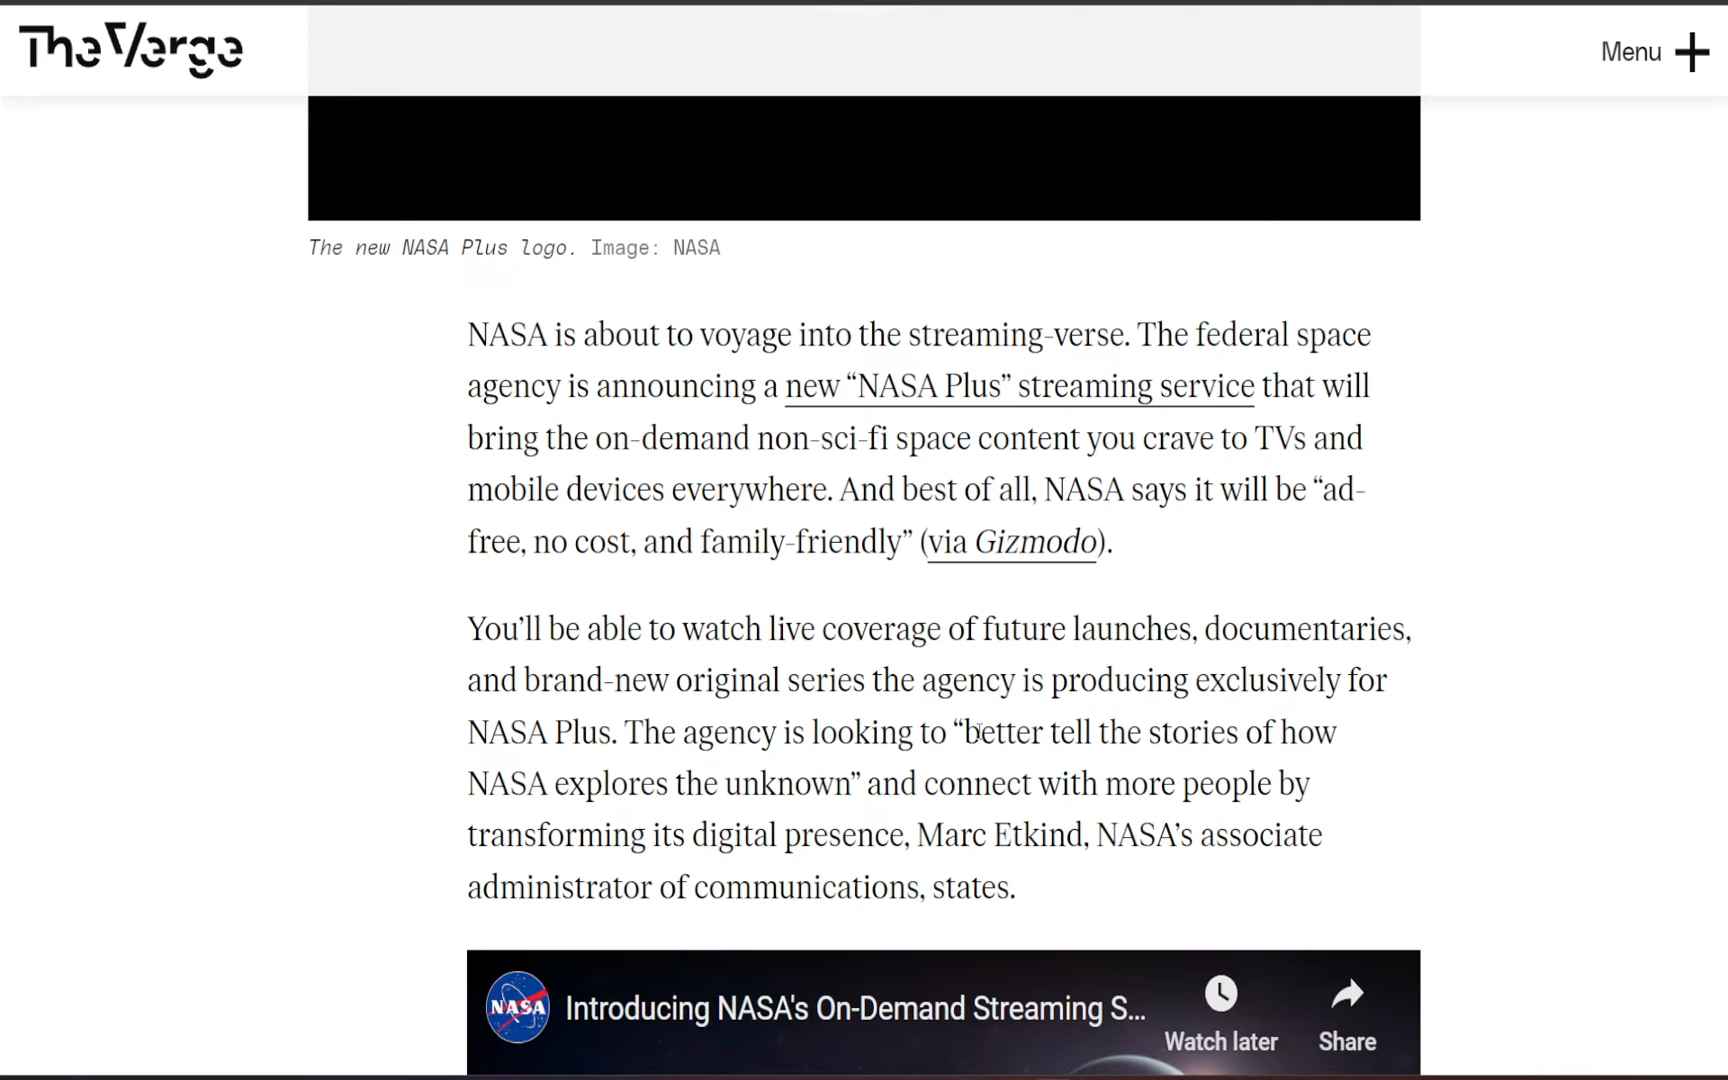 The Verge
Menu
The new NASA Plus logo. Image: NASA
NASA is about to voyage into the streaming-verse. The federal space
agency is announcing a new “NASA Plus” streaming service that will
bring the on-demand non-sci-fi space content you crave to TVs and
mobile devices everywhere. And best of all, NASA says it will be “ad-
free, no cost, and family-friendly” (via Gizmodo).
You’ll be able to watch live coverage of future launches, documentaries,
and brand-new original series the agency is producing exclusively for
NASA Plus. The agency is looking to “better tell the stories of how
NASA explores the unknown” and connect with more people by
transforming its digital presence, Marc Etkind, NASA’s associate
administrator of communications, states.
NASA
Introducing NASA's On-Demand Streaming S...
Watch later
Share